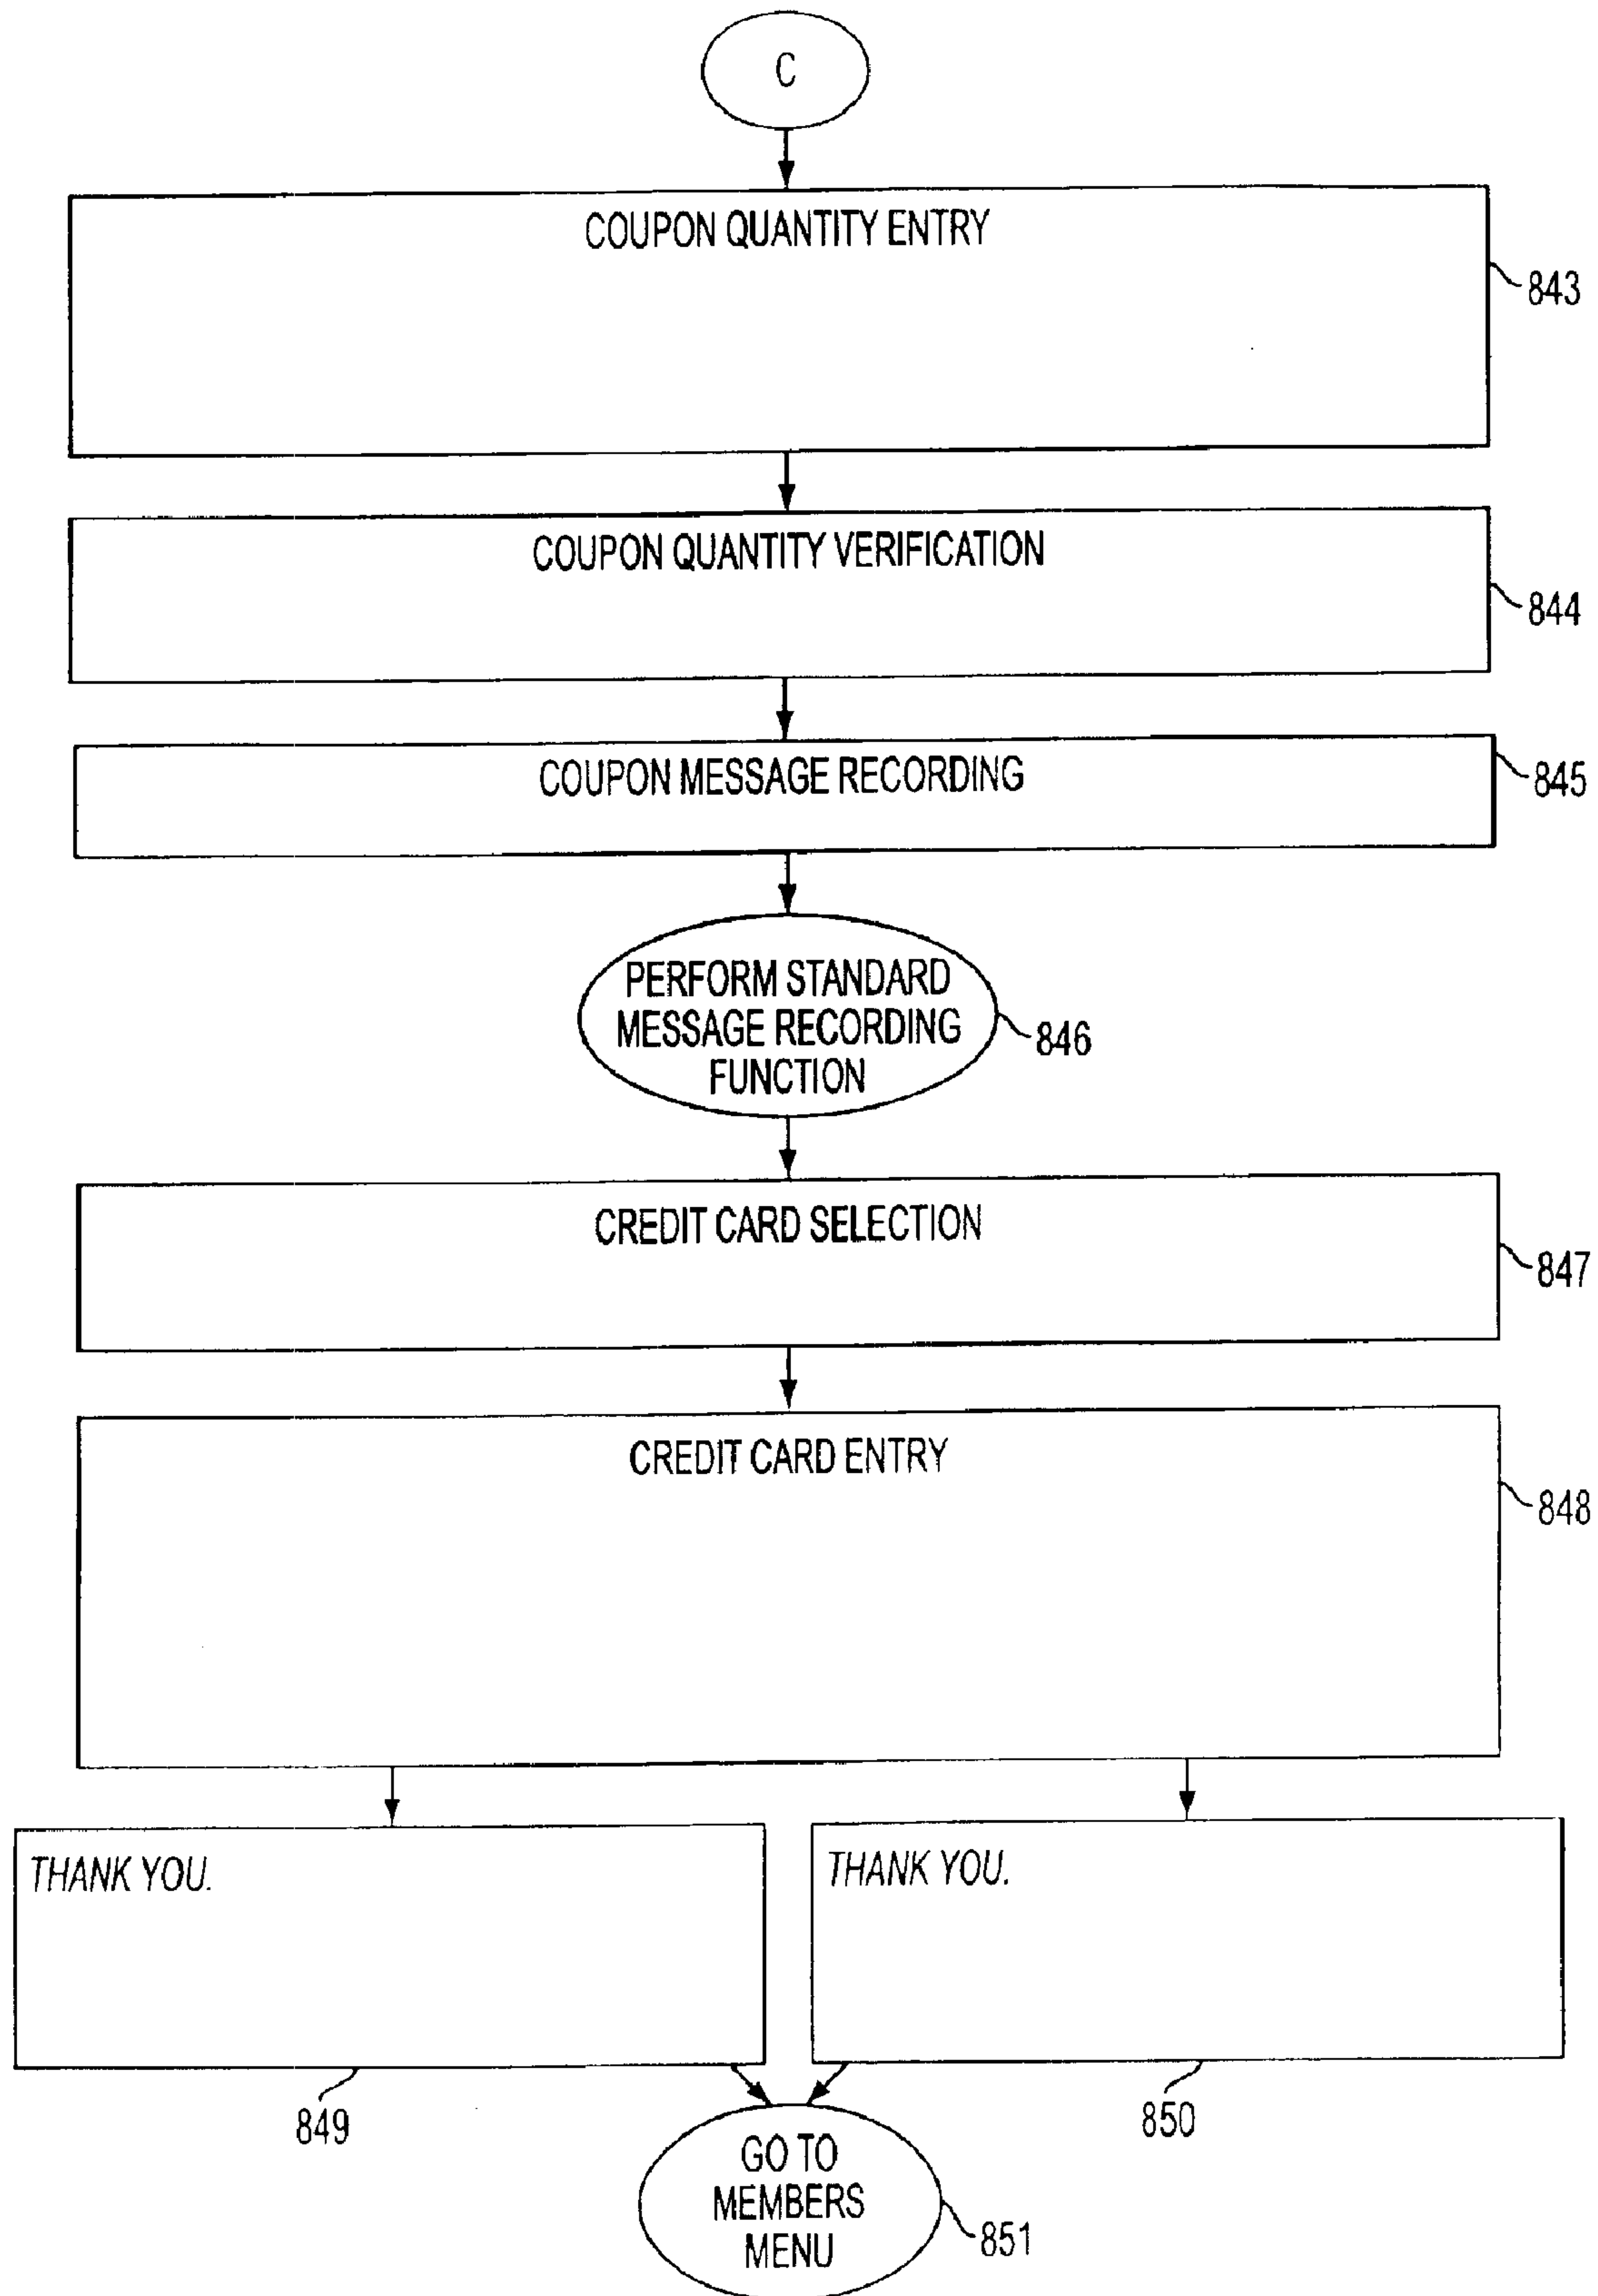 C
COUPON QUANTITY ENTRY
843
COUPON QUANTITY VERIFICATION
844
COUPON MESSAGE RECORDING
845
PERFORM STANDARD
MESSAGE RECORDING
FUNCTION
846
CREDIT CARD SELECTION
847
CREDIT CARD ENTRY
848
THANK YOU.
THANK YOU.
849
850
GO TO
MEMBERS
MENU
851